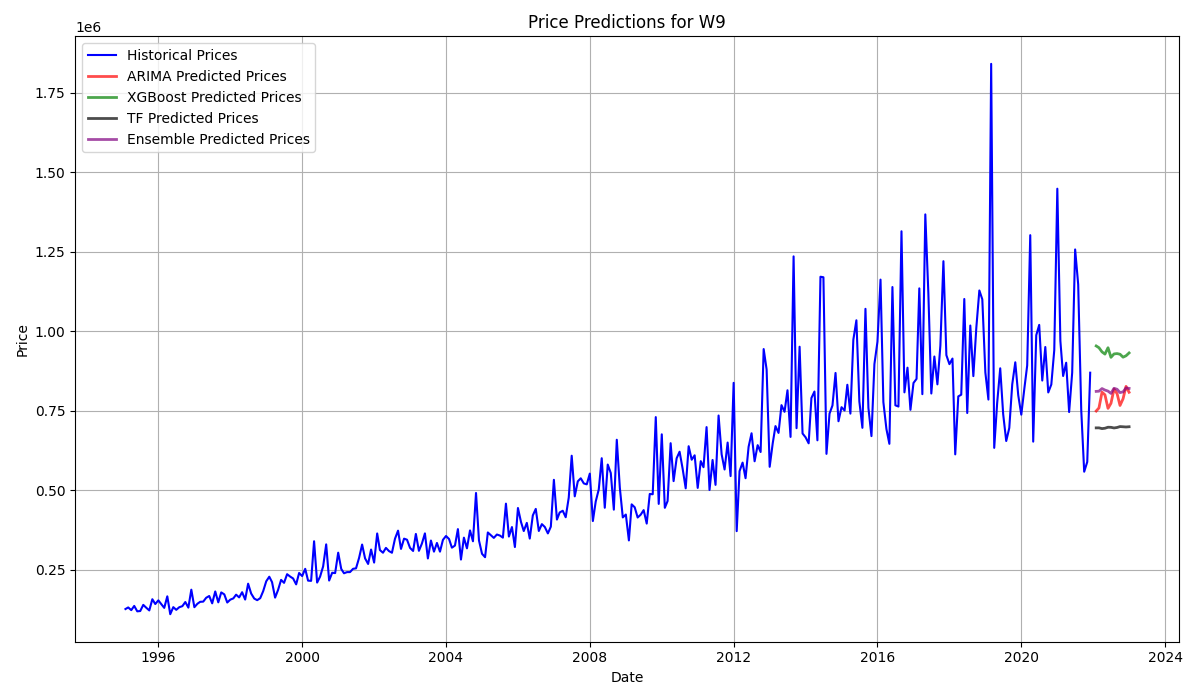 Price Predictions for W9
1e6
Historical Prices
ARIMA Predicted Prices
XGBoost Predicted Prices
TF Predicted Prices
Ensemble Predicted Prices
1.75
1.50
1.25
1.00
0.75
0.50
0.25
Price
1996 2000 2004 2008 2012 2016 2020 2024
Date